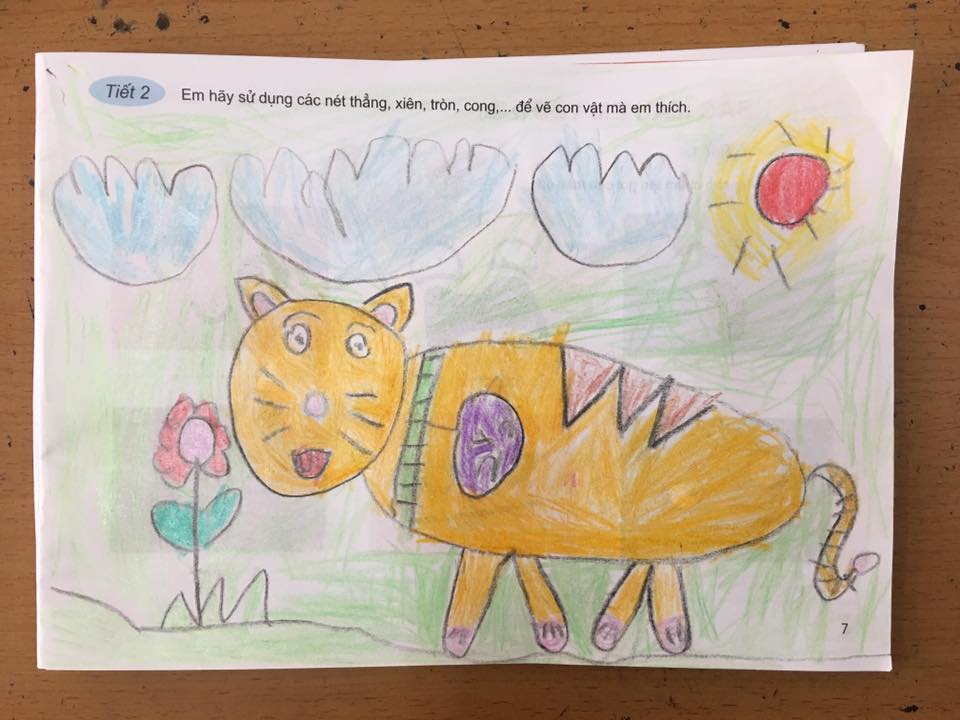 Tiết 2 Em hãy sử dụng các nét thẳng, xiên, tròn, cong,... để vẽ con vật mà em thích.
7